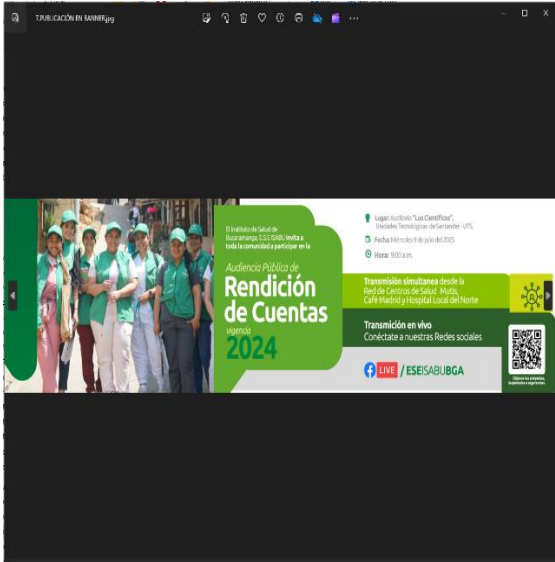 7.PUBLICACIÓN EN BANNER.jpg
El Instituto de Salud de
Bucaramanga, E.S.E ISABU invita a
toda la comunidad a participar en la
Audiencia Pública de
Rendición
de Cuentas
vigencia
2024
Lugar: Auditorio "Los Científicos",
Unidades Tecnológicas de Santander - UTS.
Fecha: Miércoles 9 de julio del 2025
Hora: 9:00 a.m.
Transmisión simultanea desde la
Red de Centros de Salud Mutis,
Café Madrid y Hospital Local del Norte
Transmición en vivo
Conéctate a nuestras Redes sociales
LIVE / ESEISABUBGA